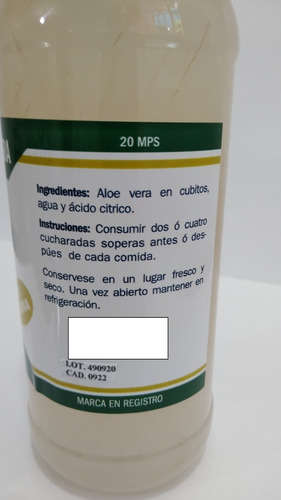 20 MPS
Ingredientes: Aloe vera en cubitos,
agua y ácido citrico.
Instruciones: Consumir dos ó cuatro
cucharadas soperas antes ó des-
púes de cada comida.
Conservese en un lugar fresco y
seco. Una vez abierto mantener en
refrigeración.
LOT. 490920
CAD. 0922
MARCA EN REGISTRO